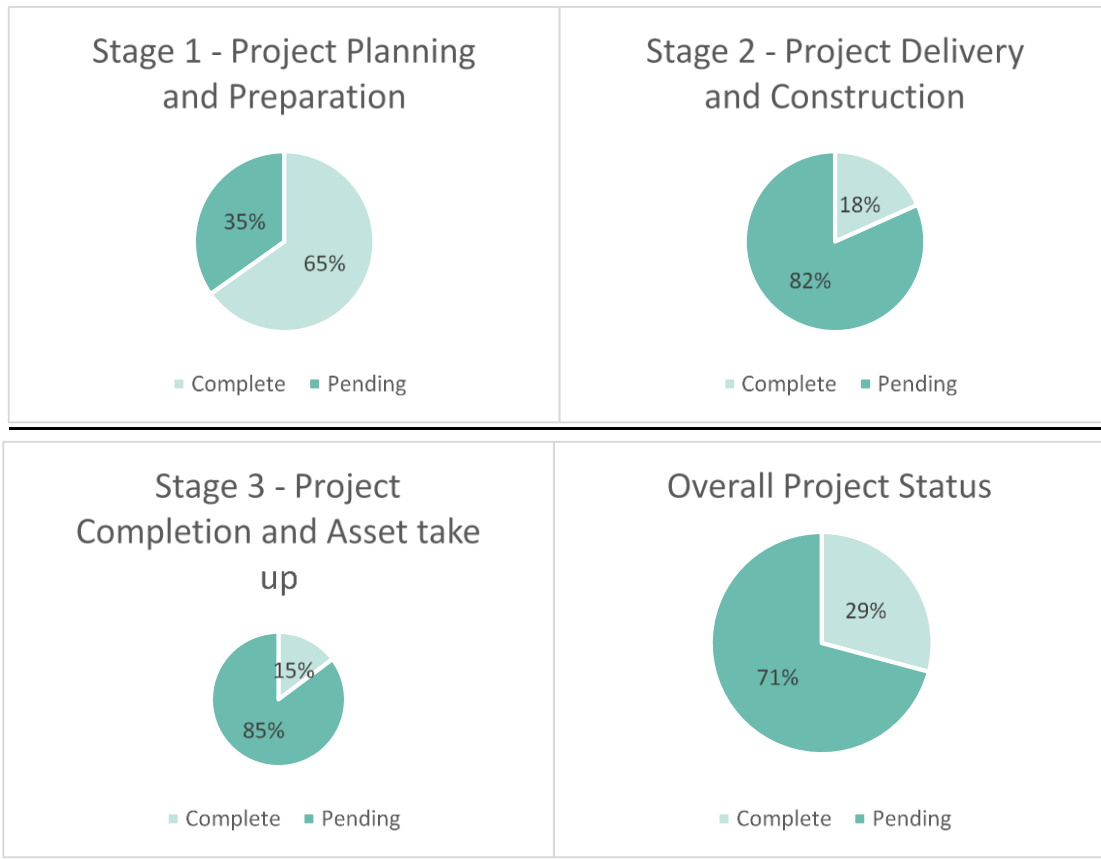 Stage 1 - Project Planning
and Preparation
35%
65%
Complete Pending
Stage 2 - Project Delivery
and Construction
18%
82%
Complete Pending
Stage 3 - Project
Completion and Asset take
up
15%
85%
Complete Pending
Overall Project Status
29%
71%
Complete Pending